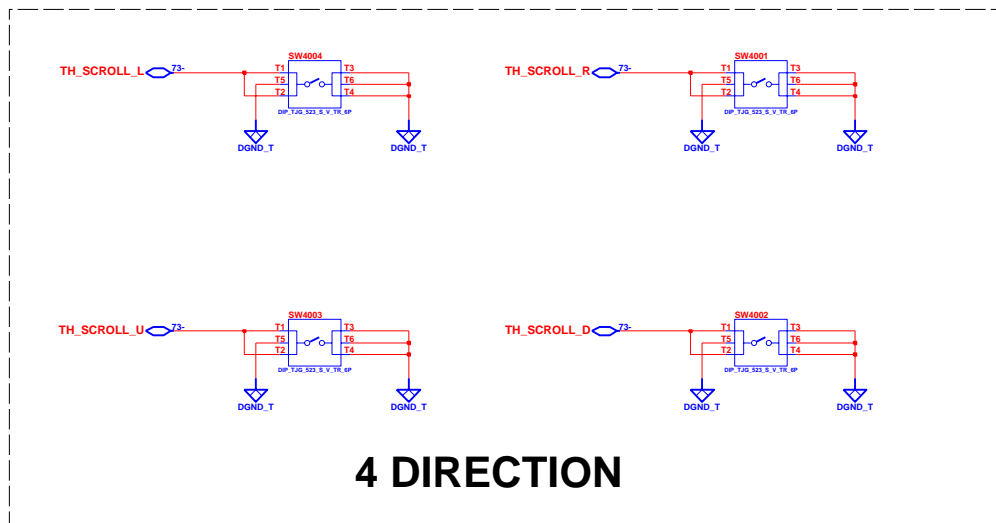 SW4004
TH_SCROLL_L 73- T1 T3
T5 T6
T2 T4
DIP_TJG_523_S_V_TR_6P
DGND_T DGND_T
SW4001
TH_SCROLL_R 73- T1 T3
T5 T6
T2 T4
DIP_TJG_523_S_V_TR_6P
DGND_T DGND_T
SW4003
TH_SCROLL_U 73- T1 T3
T5 T6
T2 T4
DIP_TJG_523_S_V_TR_6P
DGND_T DGND_T
SW4002
TH_SCROLL_D 73- T1 T3
T5 T6
T2 T4
DIP_TJG_523_S_V_TR_6P
DGND_T DGND_T
4 DIRECTION